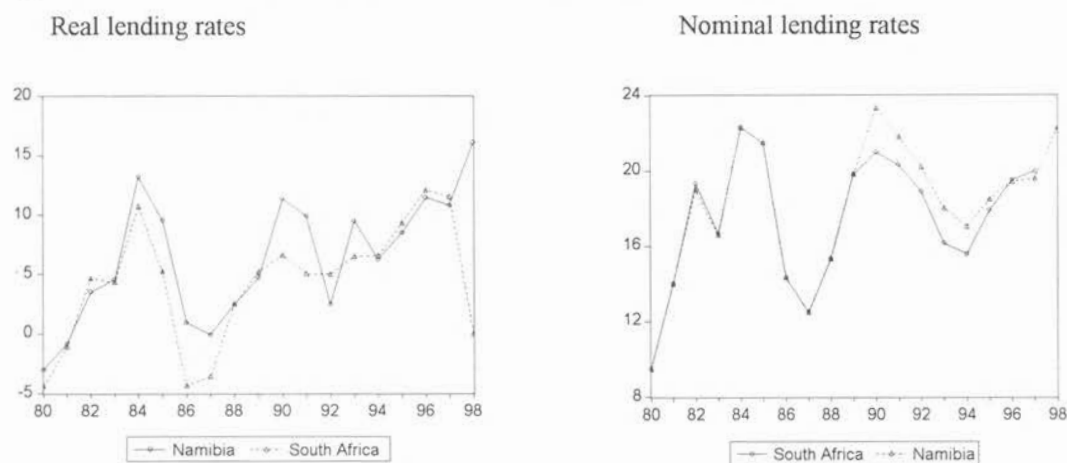 Real lending rates
Nominal lending rates
20
15
10
5
0
-5
80 82 84 86 88 90 92 94 96 98
Namibia South Africa
24
20
16
12
8
80 82 84 86 88 90 92 94 96 98
South Africa Namibia